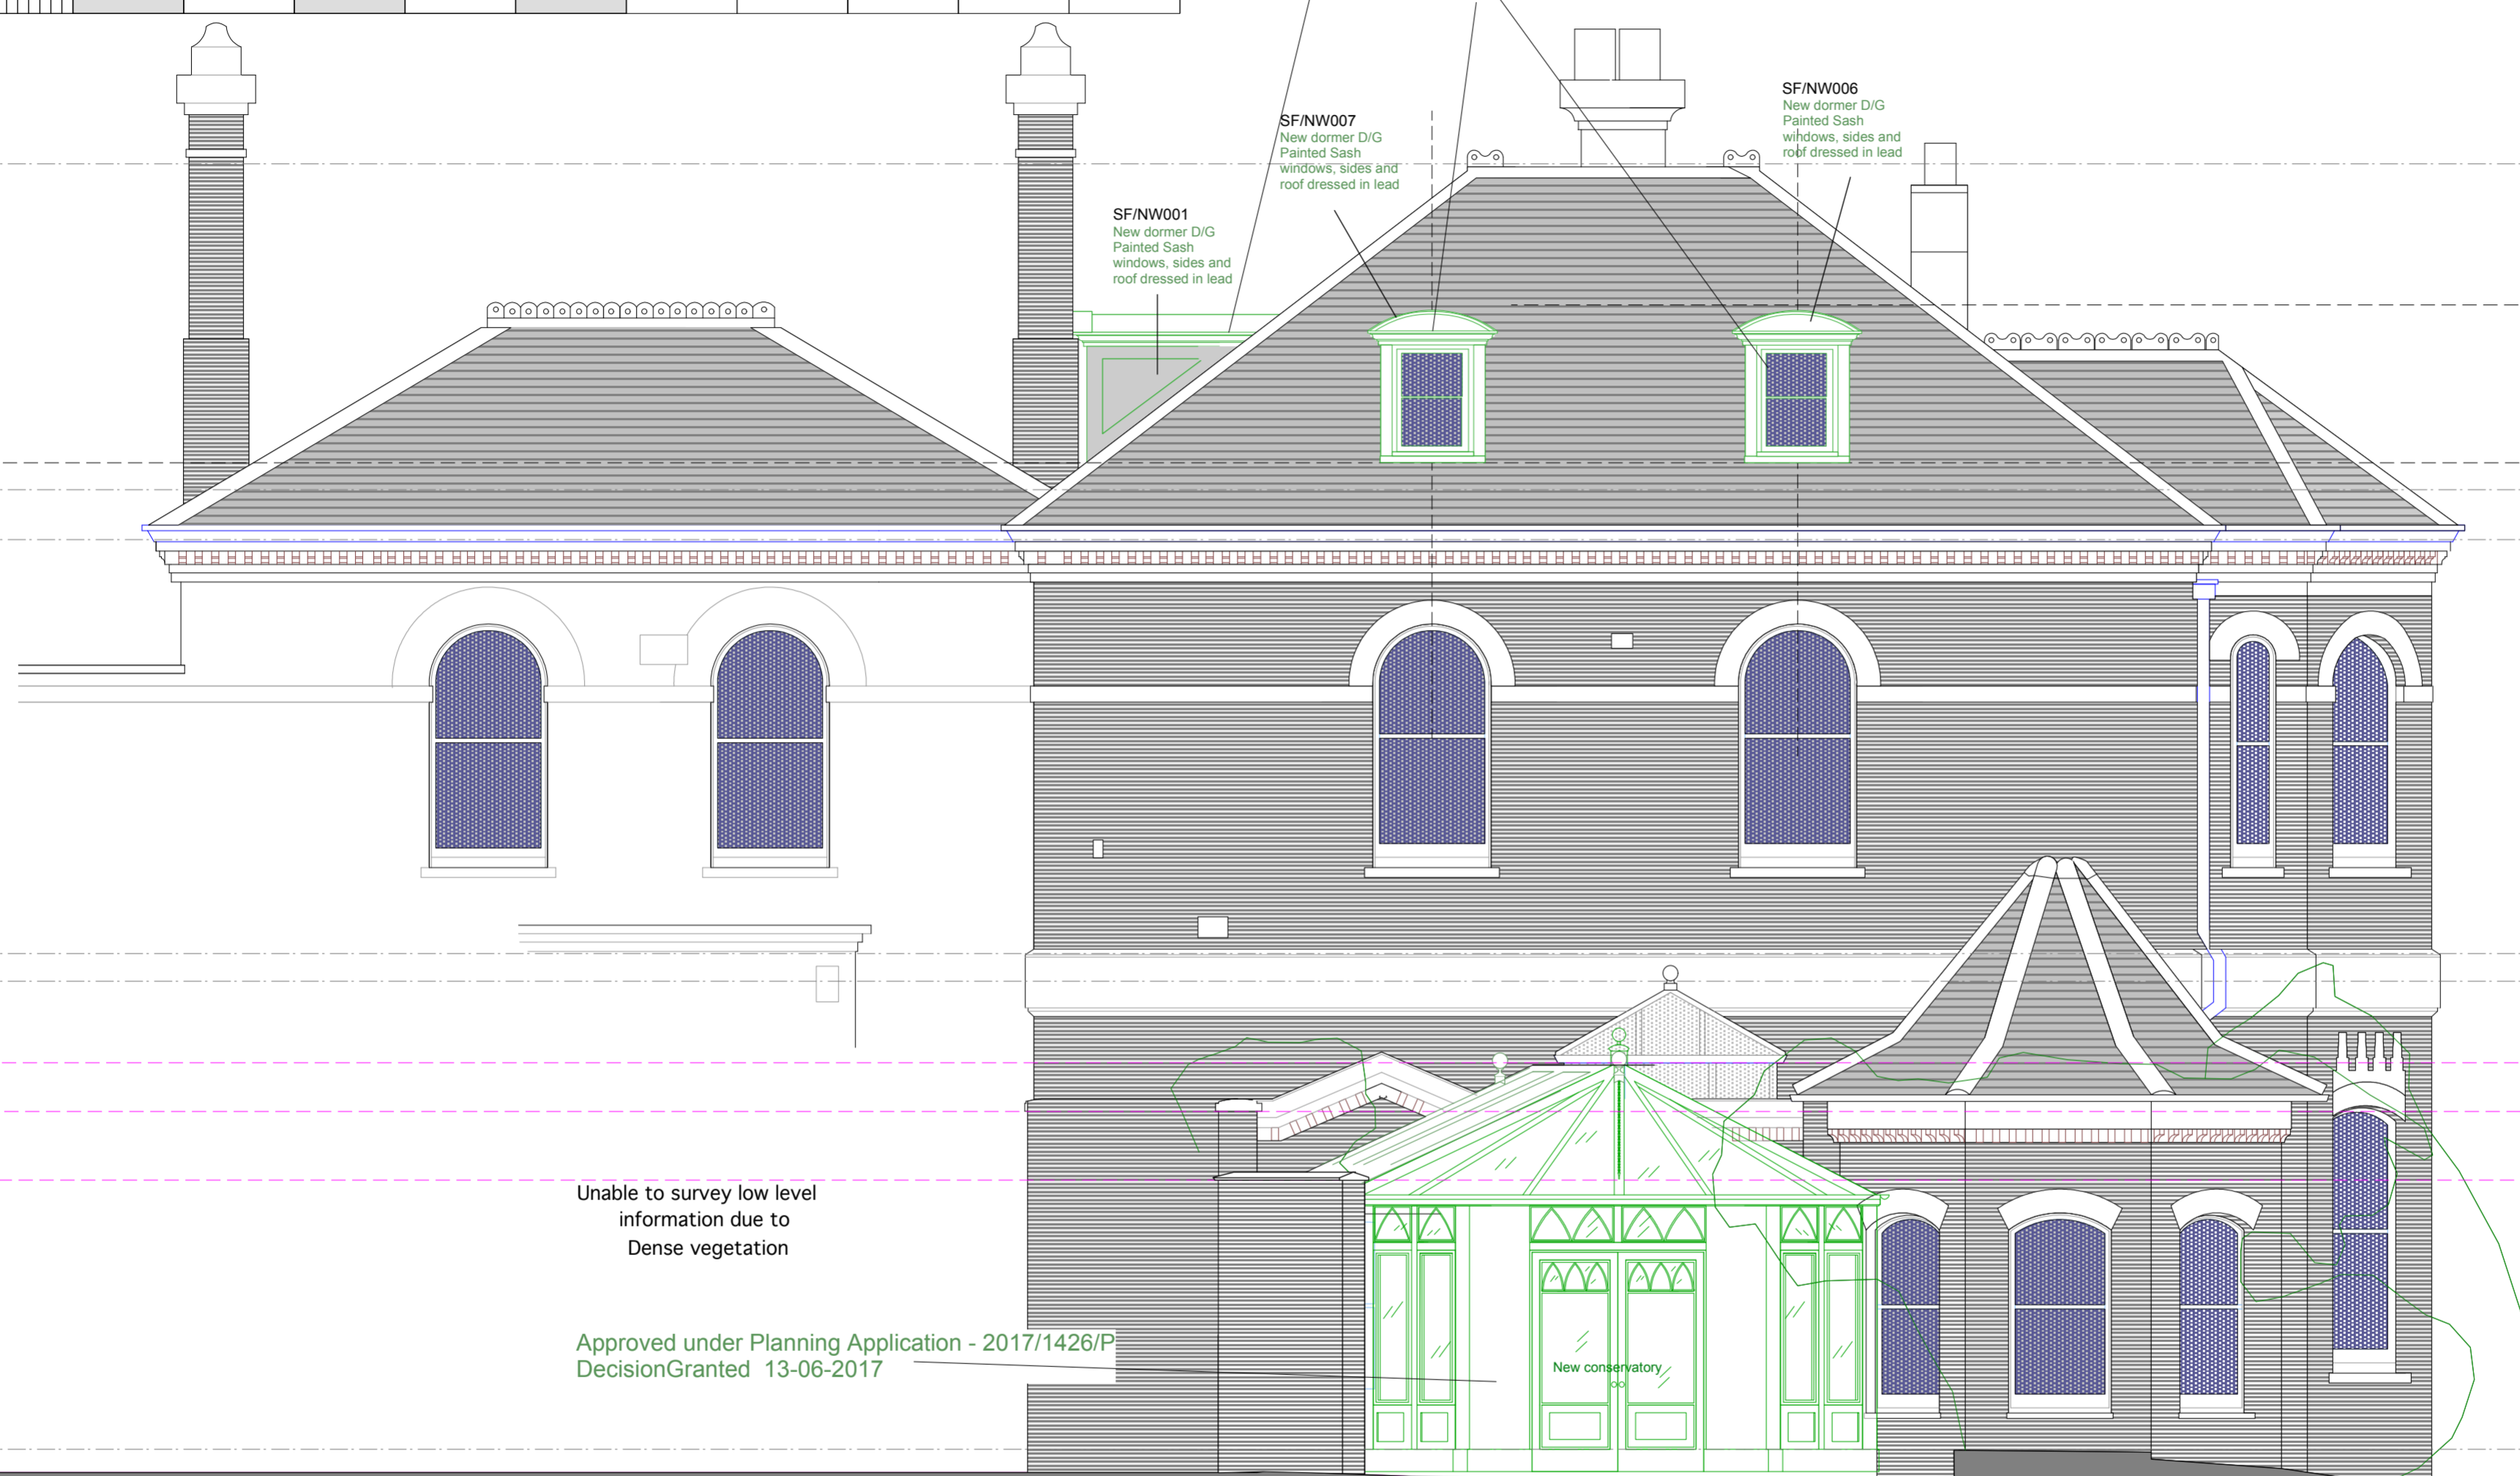 SF/NW006
New dormer D/G
Painted Sash
windows, sides and
roof dressed in lead
SF/NW007
New dormer D/G
Painted Sash
windows, sides and
roof dressed in lead
SF/NW001
New dormer D/G
Painted Sash
windows, sides and
roof dressed in lead
Unable to survey low level
information due to
Dense vegetation
Approved under Planning Application - 2017/1426/P
DecisionGranted 13-06-2017
New conservatory